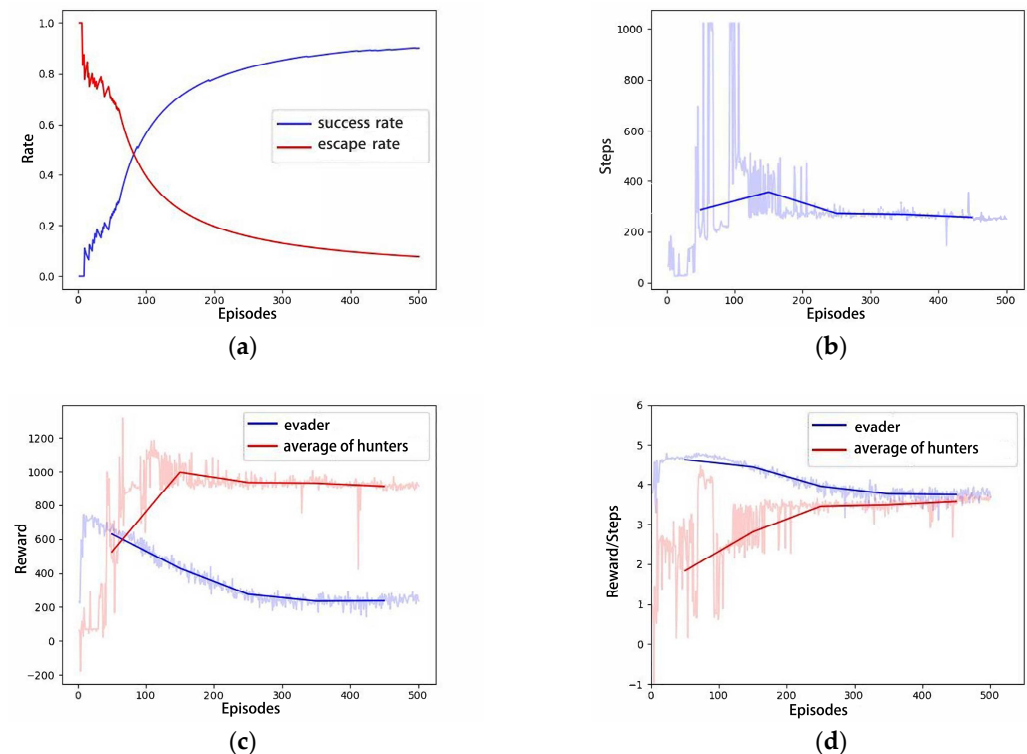 1.0
0.8
0.6
0.4
0.2
0.0
Rate
success rate
escape rate
0 100 200 300 400 500
Episodes
(a)
1000
800
600
400
200
0
Steps
0 100 200 300 400 500
Episodes
(b)
1200
1000
800
600
400
200
0
−200
Reward
evader
average of hunters
0 100 200 300 400 500
Episodes
(c)
6
5
4
3
2
1
0
−1
Reward/Steps
evader
average of hunters
0 100 200 300 400 500
Episodes
(d)